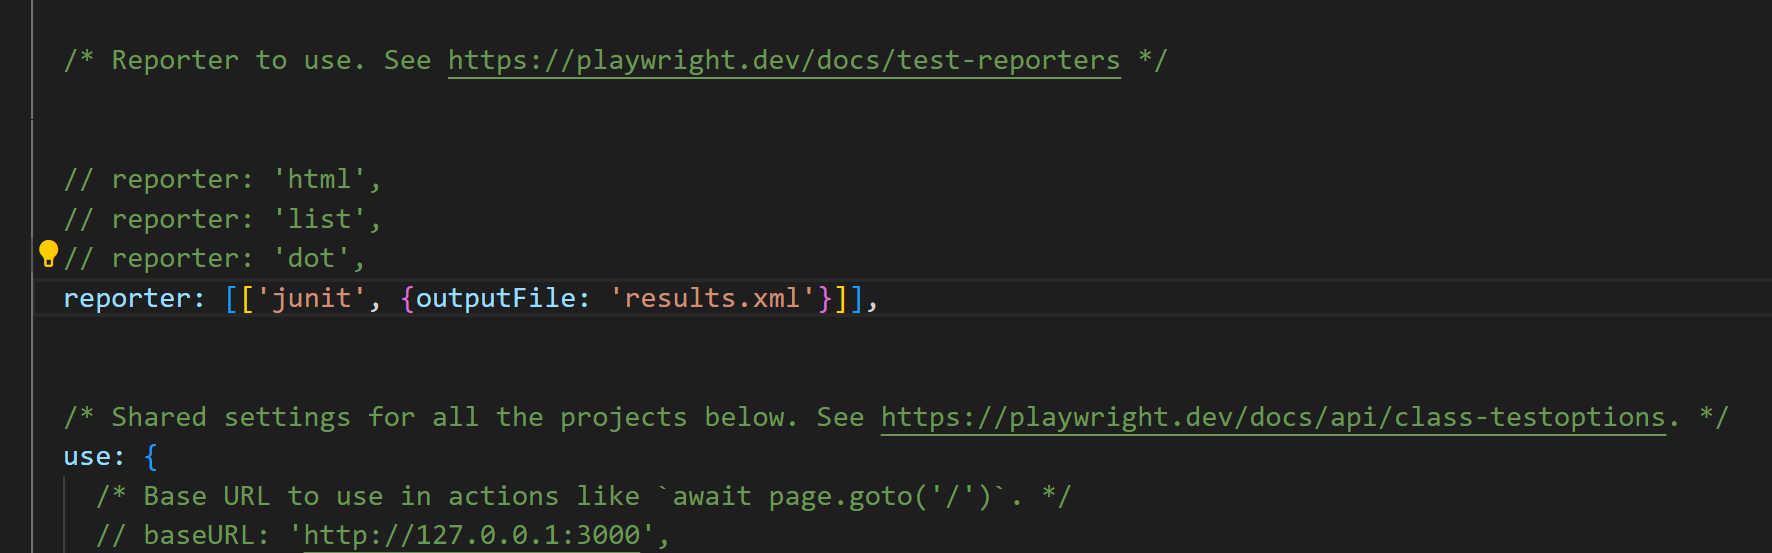 /* Reporter to use. See https://playwright.dev/docs/test-reporters */
// reporter: 'html',
// reporter: 'list',
// reporter: 'dot',
reporter: [['junit', {outputFile: 'results.xml'}]],
/* Shared settings for all the projects below. See https://playwright.dev/docs/api/class-testoptions. */
use: {
/* Base URL to use in actions like `await page.goto('/')`. */
// baseURL: 'http://127.0.0.1:3000',